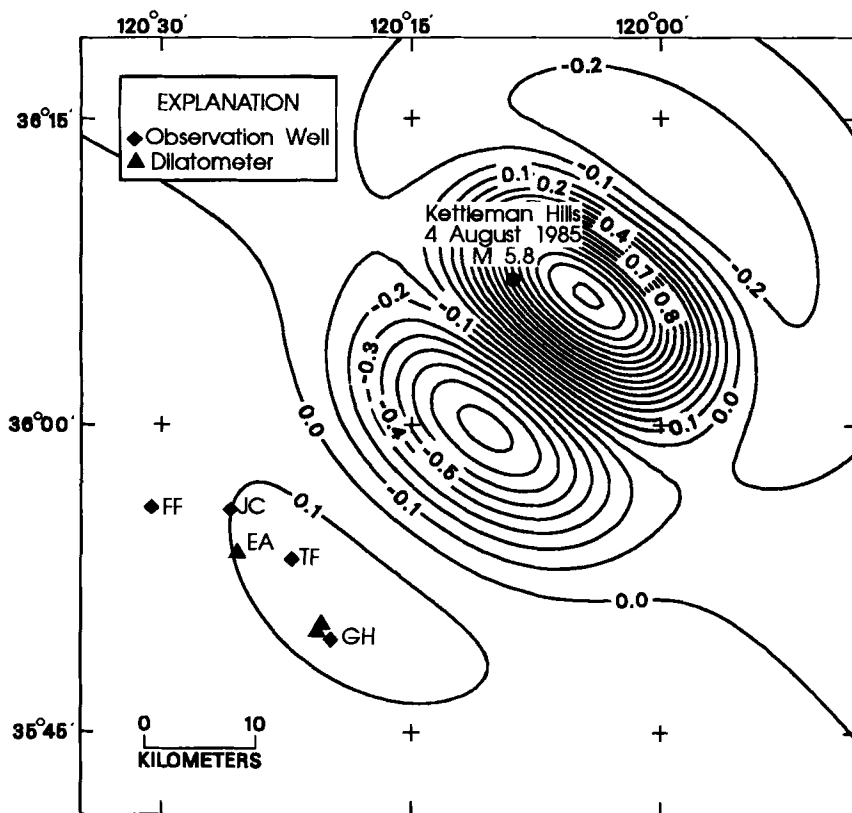 120°30′
120°15′
120°00′
36°15′
36°00′
35°45′
EXPLANATION
Observation Well
Dilatometer
-0.2
-0.1
0.1
0.2
0.4
0.7
0.8
-0.2
Kettleman Hills
4 August 1985
M 5.8
-0.2
-0.1
-0.3
-0.4
-0.5
-0.1
0.0
0.0
0.1
0.1
0.0
FF
JC
EA
TF
GH
0
10
KILOMETERS